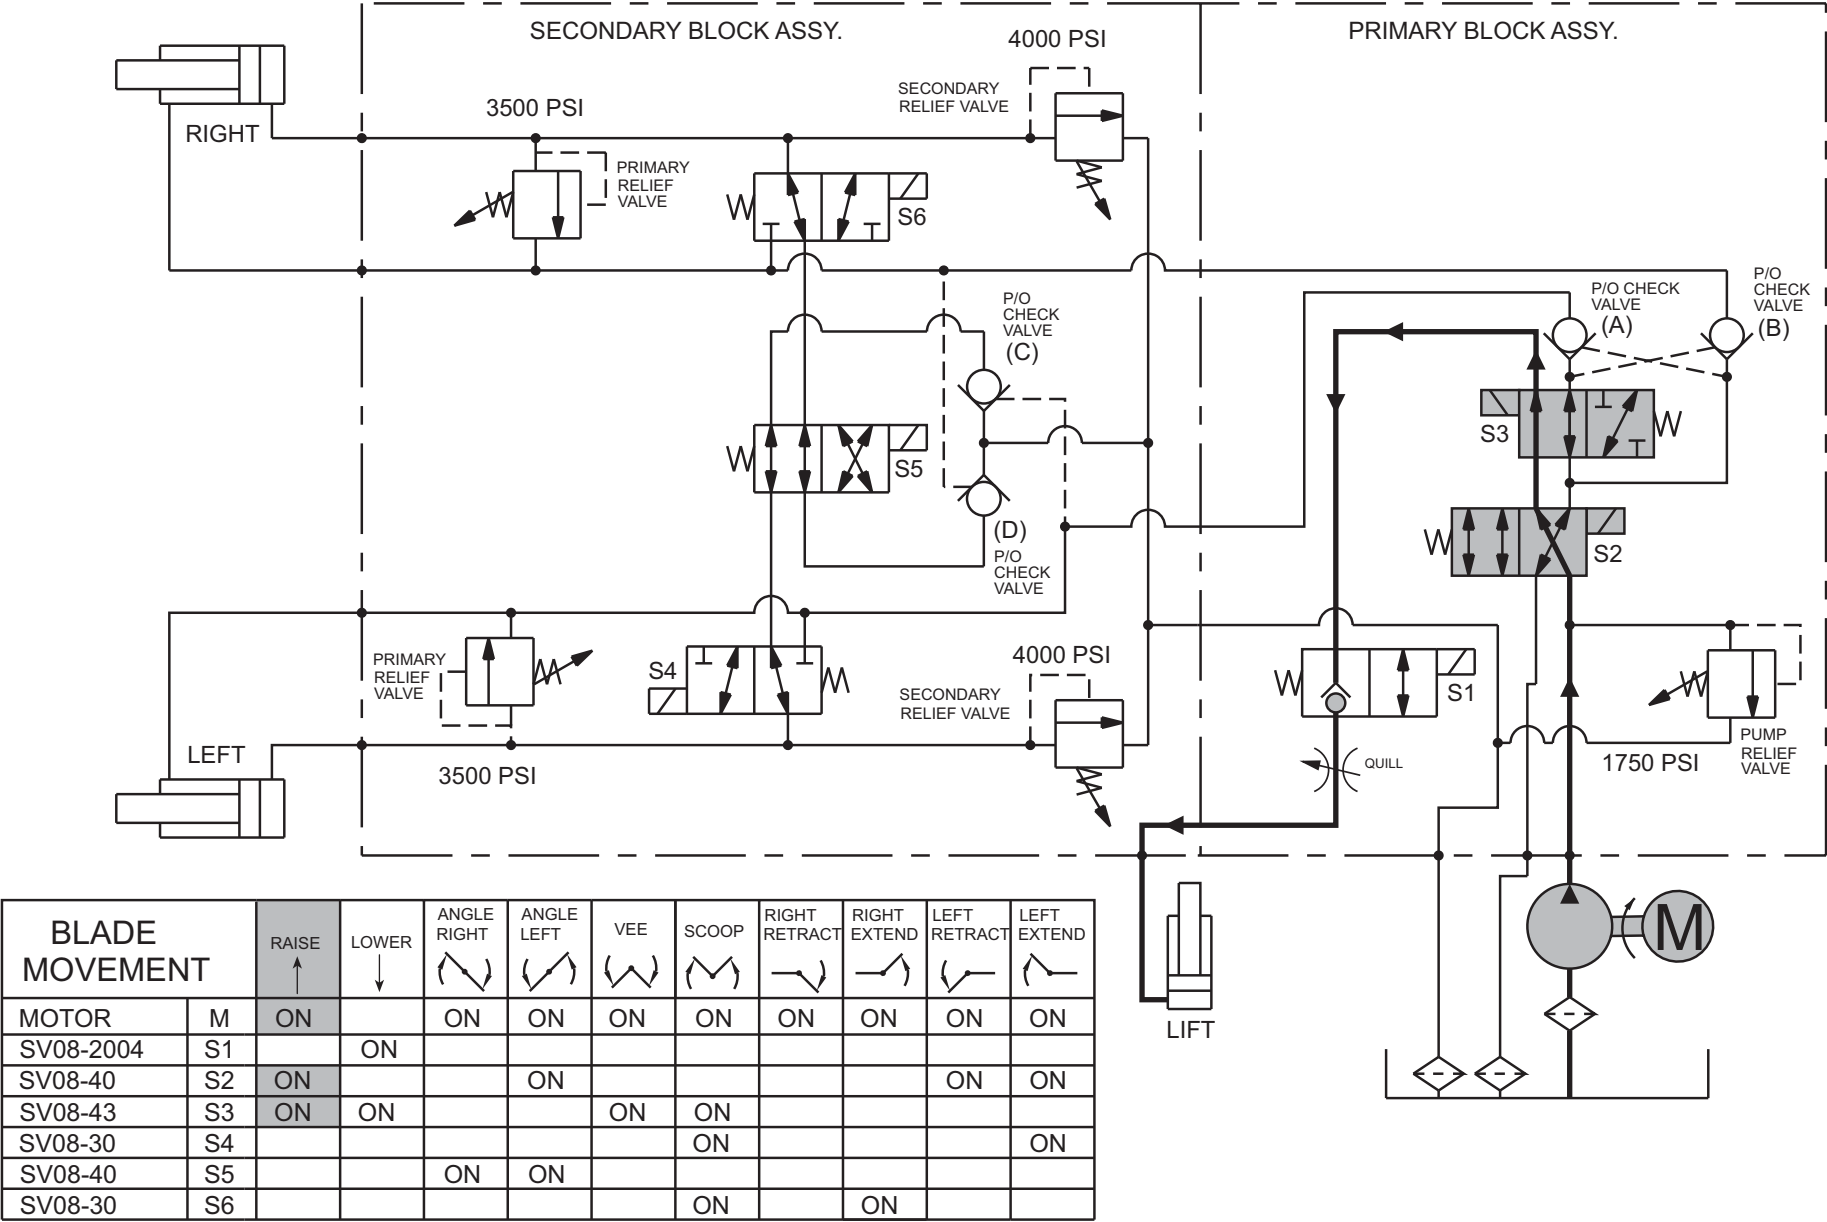 SECONDARY BLOCK ASSY.
PRIMARY BLOCK ASSY.
4000 PSI
SECONDARY
RELIEF VALVE
3500 PSI
RIGHT
PRIMARY
RELIEF
VALVE
S6
P/O
CHECK
VALVE
(C)
P/O CHECK
VALVE
(A)
P/O
CHECK
VALVE
(B)
S3
S5
(D)
P/O
CHECK
VALVE
S2
PRIMARY
RELIEF
VALVE
S4
4000 PSI
SECONDARY
RELIEF VALVE
S1
LEFT
3500 PSI
QUILL
1750 PSI
PUMP
RELIEF
VALVE
M
LIFT
BLADE
MOVEMENT
RAISE
LOWER
ANGLE
RIGHT
ANGLE
LEFT
VEE
SCOOP
RIGHT
RETRACT
RIGHT
EXTEND
LEFT
RETRACT
LEFT
EXTEND
MOTOR M ON ON ON ON ON ON ON ON ON
SV08-2004 S1 ON
SV08-40 S2 ON ON ON ON
SV08-43 S3 ON ON ON ON
SV08-30 S4 ON ON
SV08-40 S5 ON ON
SV08-30 S6 ON ON